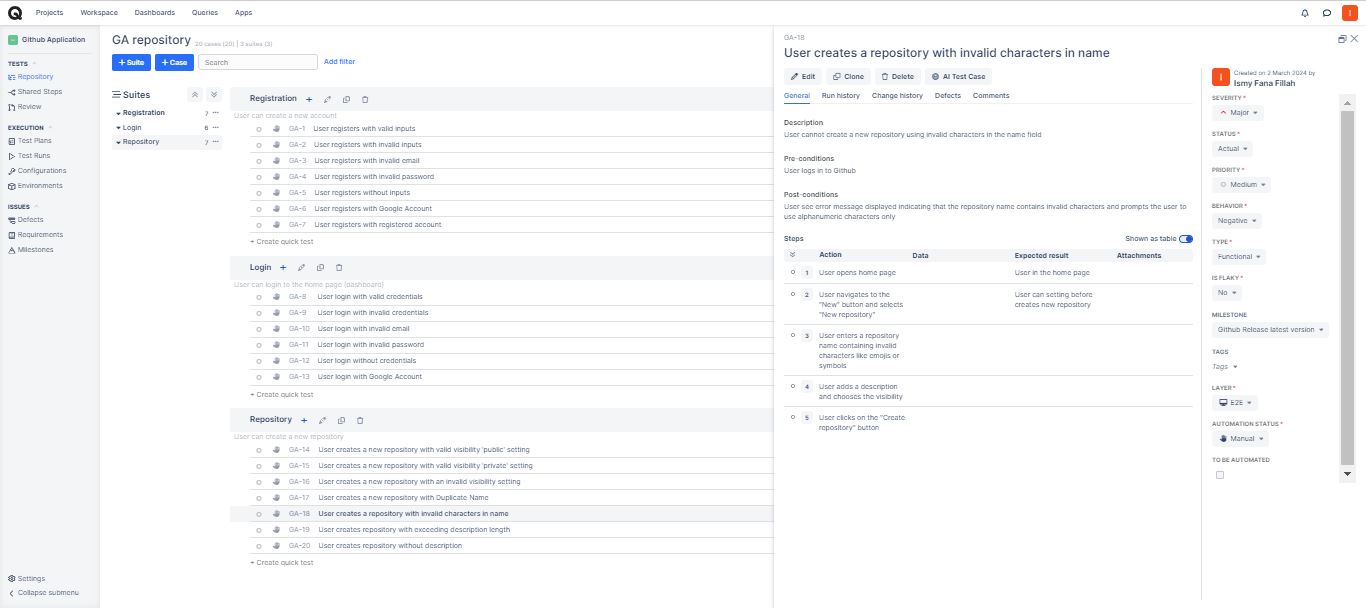 Projects Workspace Dashboards Queries Apps
I
Github Application
TESTS
Repository
Shared Steps
Review
EXECUTION
Test Plans
Test Runs
Configurations
Environments
ISSUES
Defects
Requirements
Milestones
Settings
Collapse submenu
GA repository 20 cases (20) | 3 suites (3)
+ Suite + Case Search Add filter
Suites
Registration 7
Login 6
Repository 7
Registration
User can create a new account
GA-1 User registers with valid inputs
GA-2 User registers with invalid inputs
GA-3 User registers with invalid email
GA-4 User registers with invalid password
GA-5 User registers without inputs
GA-6 User registers with Google Account
GA-7 User registers with registered account
+ Create quick test
Login
User can login to the home page (dashboard)
GA-8 User login with valid credentials
GA-9 User login with invalid credentials
GA-10 User login with invalid email
GA-11 User login with invalid password
GA-12 User login without credentials
GA-13 User login with Google Account
+ Create quick test
Repository
User can create a new repository
GA-14 User creates a new repository with valid visibility 'public' setting
GA-15 User creates a new repository with valid visibility 'private' setting
GA-16 User creates a new repository with an invalid visibility setting
GA-17 User creates a new repository with Duplicate Name
GA-18 User creates a repository with invalid characters in name
GA-19 User creates repository with exceeding description length
GA-20 User creates repository without description
+ Create quick test
GA-18
User creates a repository with invalid characters in name
Edit Clone Delete AI Test Case
General Run history Change history Defects Comments
Description
User cannot create a new repository using invalid characters in the name field
Pre-conditions
User logs in to Github
Post-conditions
User see error message displayed indicating that the repository name contains invalid characters and prompts the user to
use alphanumeric characters only
Steps Shown as table
Action Data Expected result Attachments
1 User opens home page User in the home page
2 User navigates to the User can setting before
"New" button and selects creates new repository
"New repository"
3 User enters a repository
name containing invalid
characters like emojis or
symbols
4 User adds a description
and chooses the visibility
5 User clicks on the "Create
repository" button
I
Created on 2 March 2024 by
Ismy Fana Fillah
SEVERITY *
Major
STATUS *
Actual
PRIORITY *
Medium
BEHAVIOR *
Negative
TYPE *
Functional
IS FLAKY *
No
MILESTONE
Github Release latest version
TAGS
Tags
LAYER *
E2E
AUTOMATION STATUS *
Manual
TO BE AUTOMATED